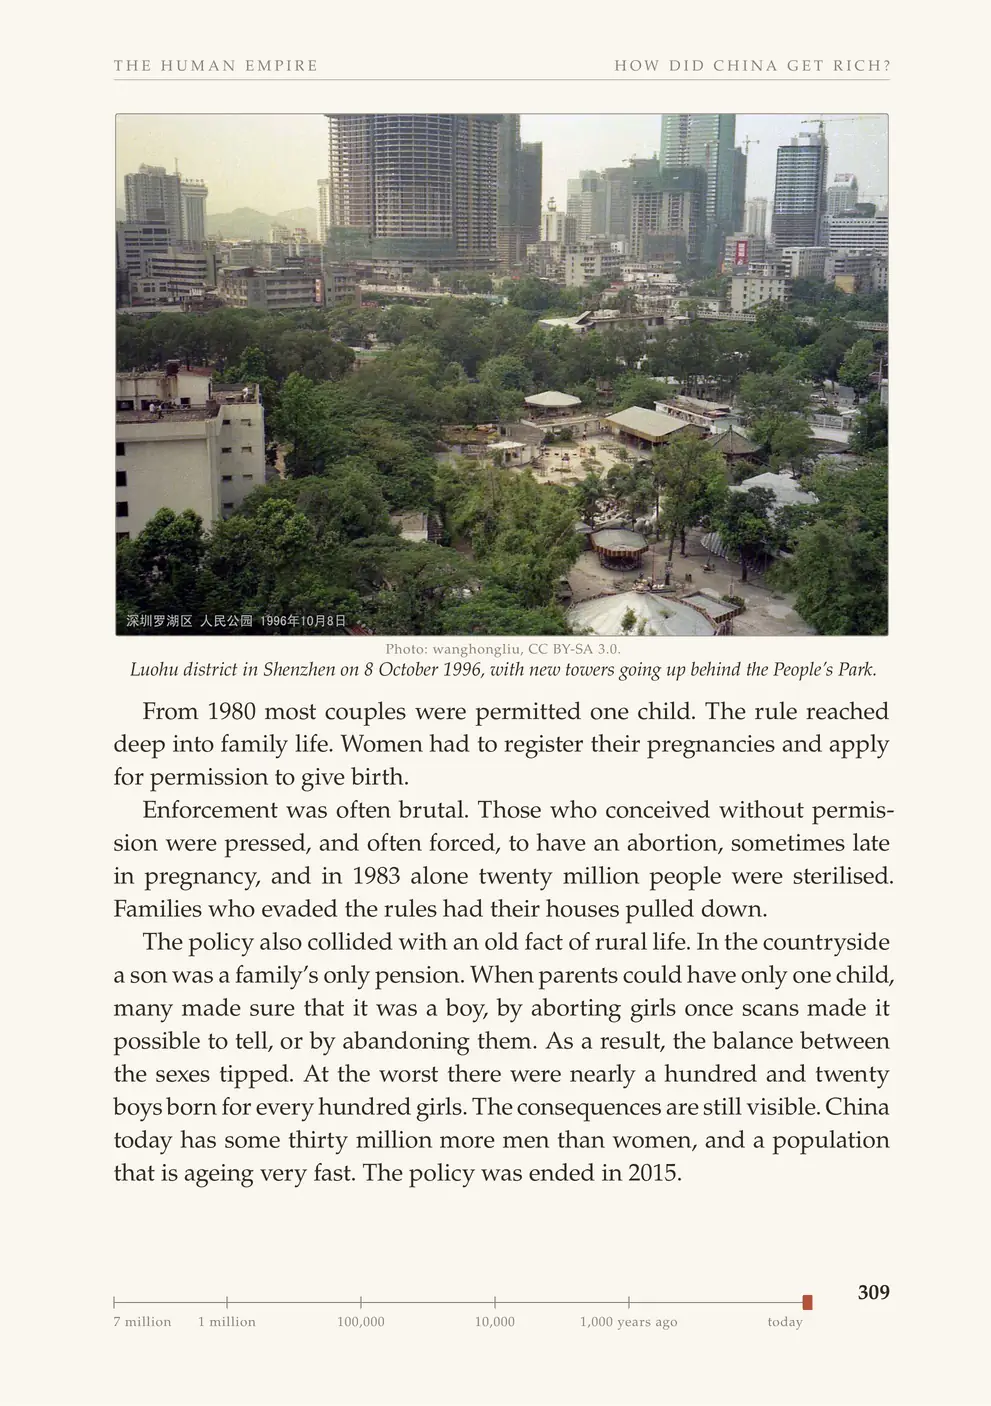 THE HUMAN EMPIRE
HOW DID CHINA GET RICH?
深圳罗湖区 人民公园 1996年10月8日
Photo: wanghongliu, CC BY-SA 3.0.
Luohu district in Shenzhen on 8 October 1996, with new towers going up behind the People’s Park.
From 1980 most couples were permitted one child. The rule reached
deep into family life. Women had to register their pregnancies and apply
for permission to give birth.
Enforcement was often brutal. Those who conceived without permis-
sion were pressed, and often forced, to have an abortion, sometimes late
in pregnancy, and in 1983 alone twenty million people were sterilised.
Families who evaded the rules had their houses pulled down.
The policy also collided with an old fact of rural life. In the countryside
a son was a family’s only pension. When parents could have only one child,
many made sure that it was a boy, by aborting girls once scans made it
possible to tell, or by abandoning them. As a result, the balance between
the sexes tipped. At the worst there were nearly a hundred and twenty
boys born for every hundred girls. The consequences are still visible. China
today has some thirty million more men than women, and a population
that is ageing very fast. The policy was ended in 2015.
309
7 million 1 million 100,000 10,000 1,000 years ago today